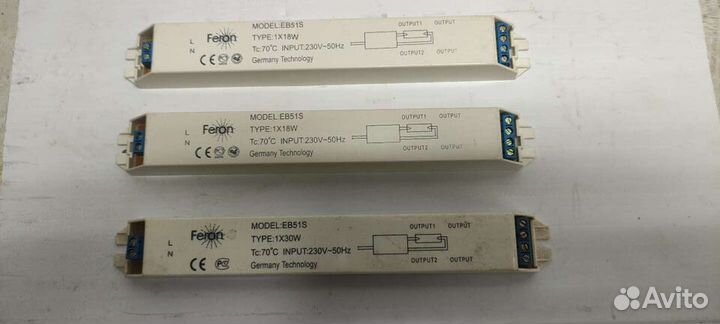 L
N
Feron
MODEL:EB51S
TYPE:1X18W
Tc:70°C INPUT:230V~50Hz
Germany Technology
OUTPUT1 OUTPUT
OUTPUT2 OUTPUT
L
N
Feron
MODEL:EB51S
TYPE:1X18W
Tc:70°C INPUT:230V~50Hz
Germany Technology
OUTPUT1 OUTPUT
OUTPUT2 OUTPUT
L
N
Feron
MODEL:EB51S
TYPE:1X30W
Tc:70°C INPUT:230V~50Hz
Germany Technology
OUTPUT1 OUTPUT
OUTPUT2 OUTPUT
Avito